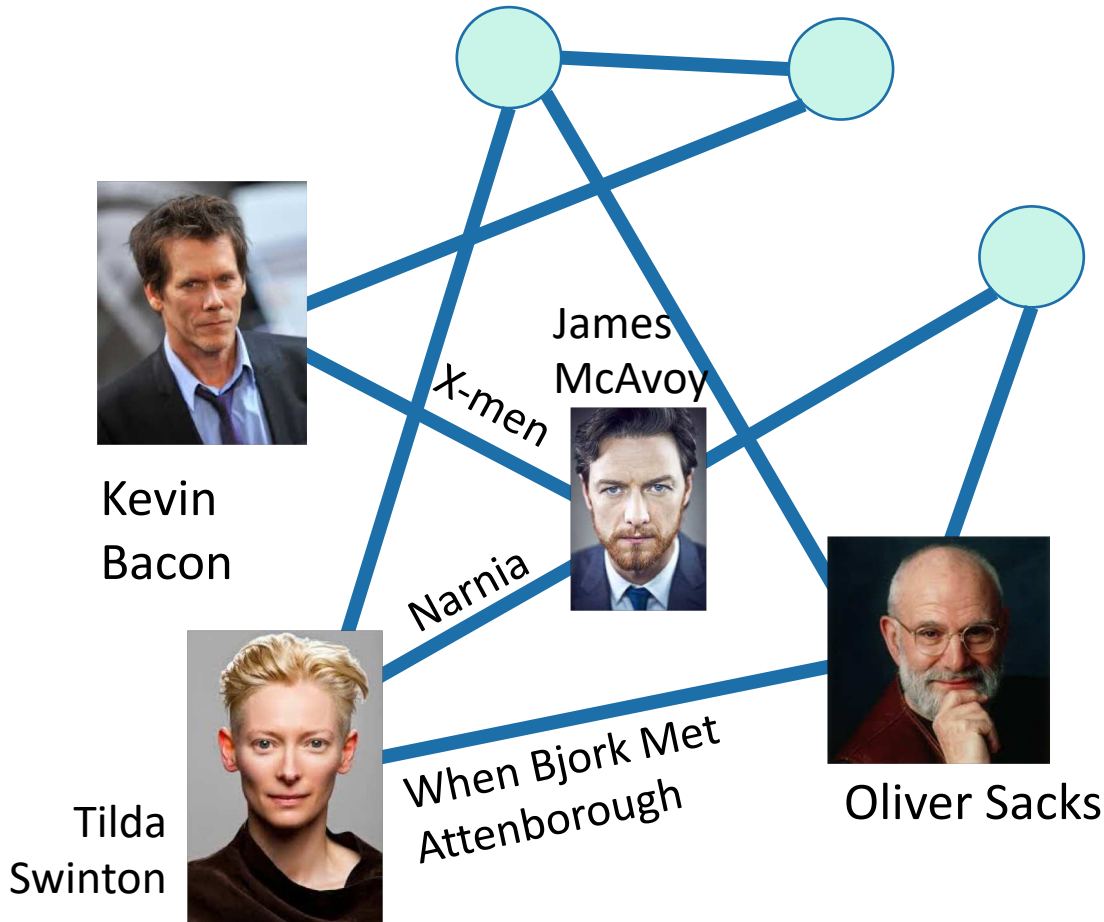 James
McAvoy
X-men
Kevin
Bacon
Narnia
When Bjork Met
Attenborough
Oliver Sacks
Tilda
Swinton